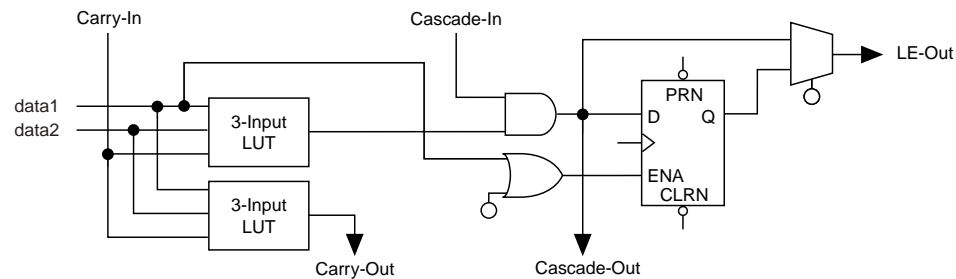 Carry-In
Cascade-In
LE-Out
data1
data2
3-Input
LUT
PRN
D
Q
ENA
CLRN
3-Input
LUT
Carry-Out
Cascade-Out